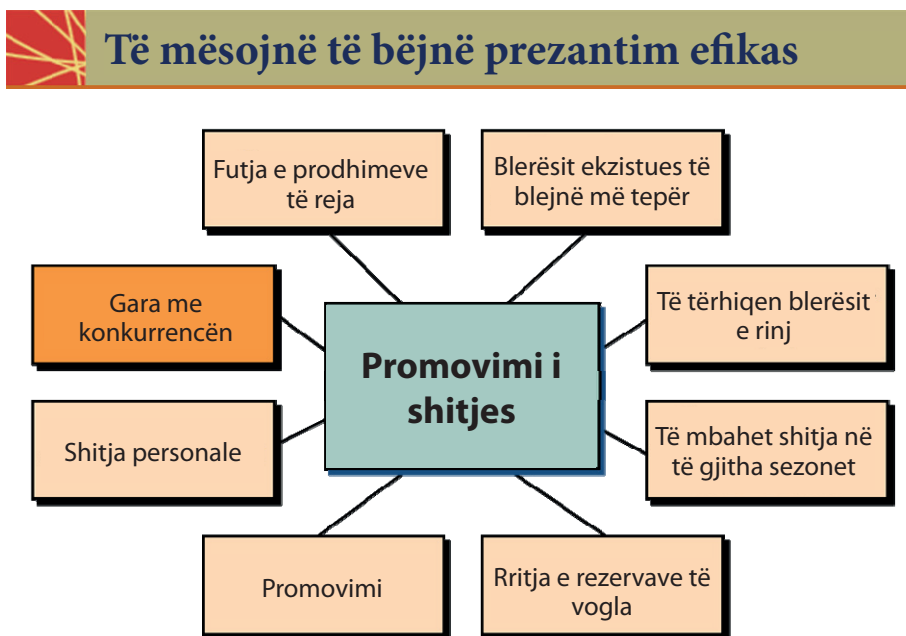 Të mësojnë të bëjnë prezantim efikas
Futja e prodhimeve
të reja
Blerësit ekzistues të
blejnë më tepër
Gara me
konkurrencën
Të tërhiqen blerësit
e rinj
Promovimi i
shitjes
Shitja personale
Të mbahet shitja në
të gjitha sezonet
Promovimi
Rritja e rezervave të
vogla